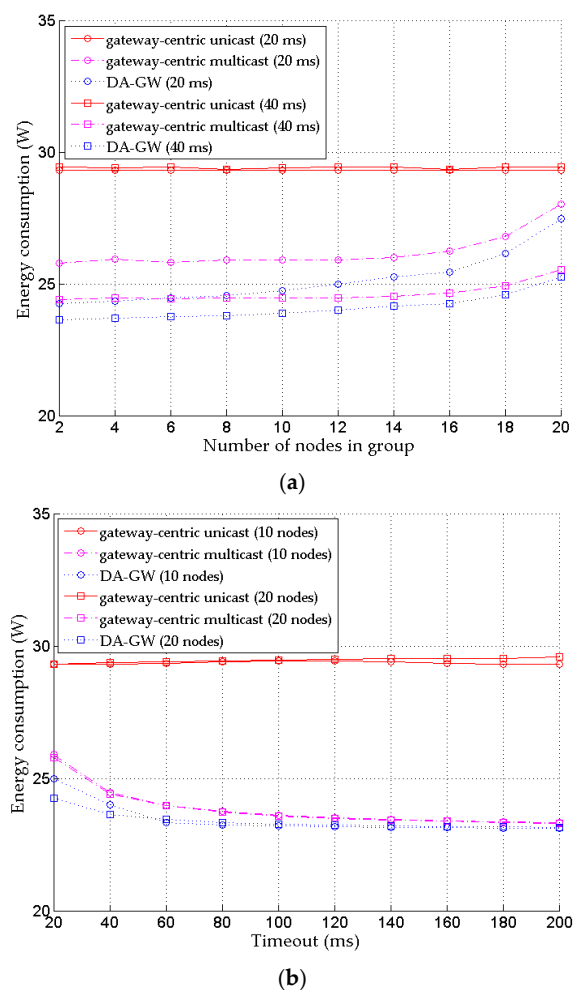 35
gateway-centric unicast (20 ms)
gateway-centric multicast (20 ms)
DA-GW (20 ms)
gateway-centric unicast (40 ms)
gateway-centric multicast (40 ms)
DA-GW (40 ms)
30
25
20
Energy consumption (W)
2 4 6 8 10 12 14 16 18 20
Number of nodes in group
(a)
35
gateway-centric unicast (10 nodes)
gateway-centric multicast (10 nodes)
DA-GW (10 nodes)
gateway-centric unicast (20 nodes)
gateway-centric multicast (20 nodes)
DA-GW (20 nodes)
30
25
20
Energy consumption (W)
20 40 60 80 100 120 140 160 180 200
Timeout (ms)
(b)